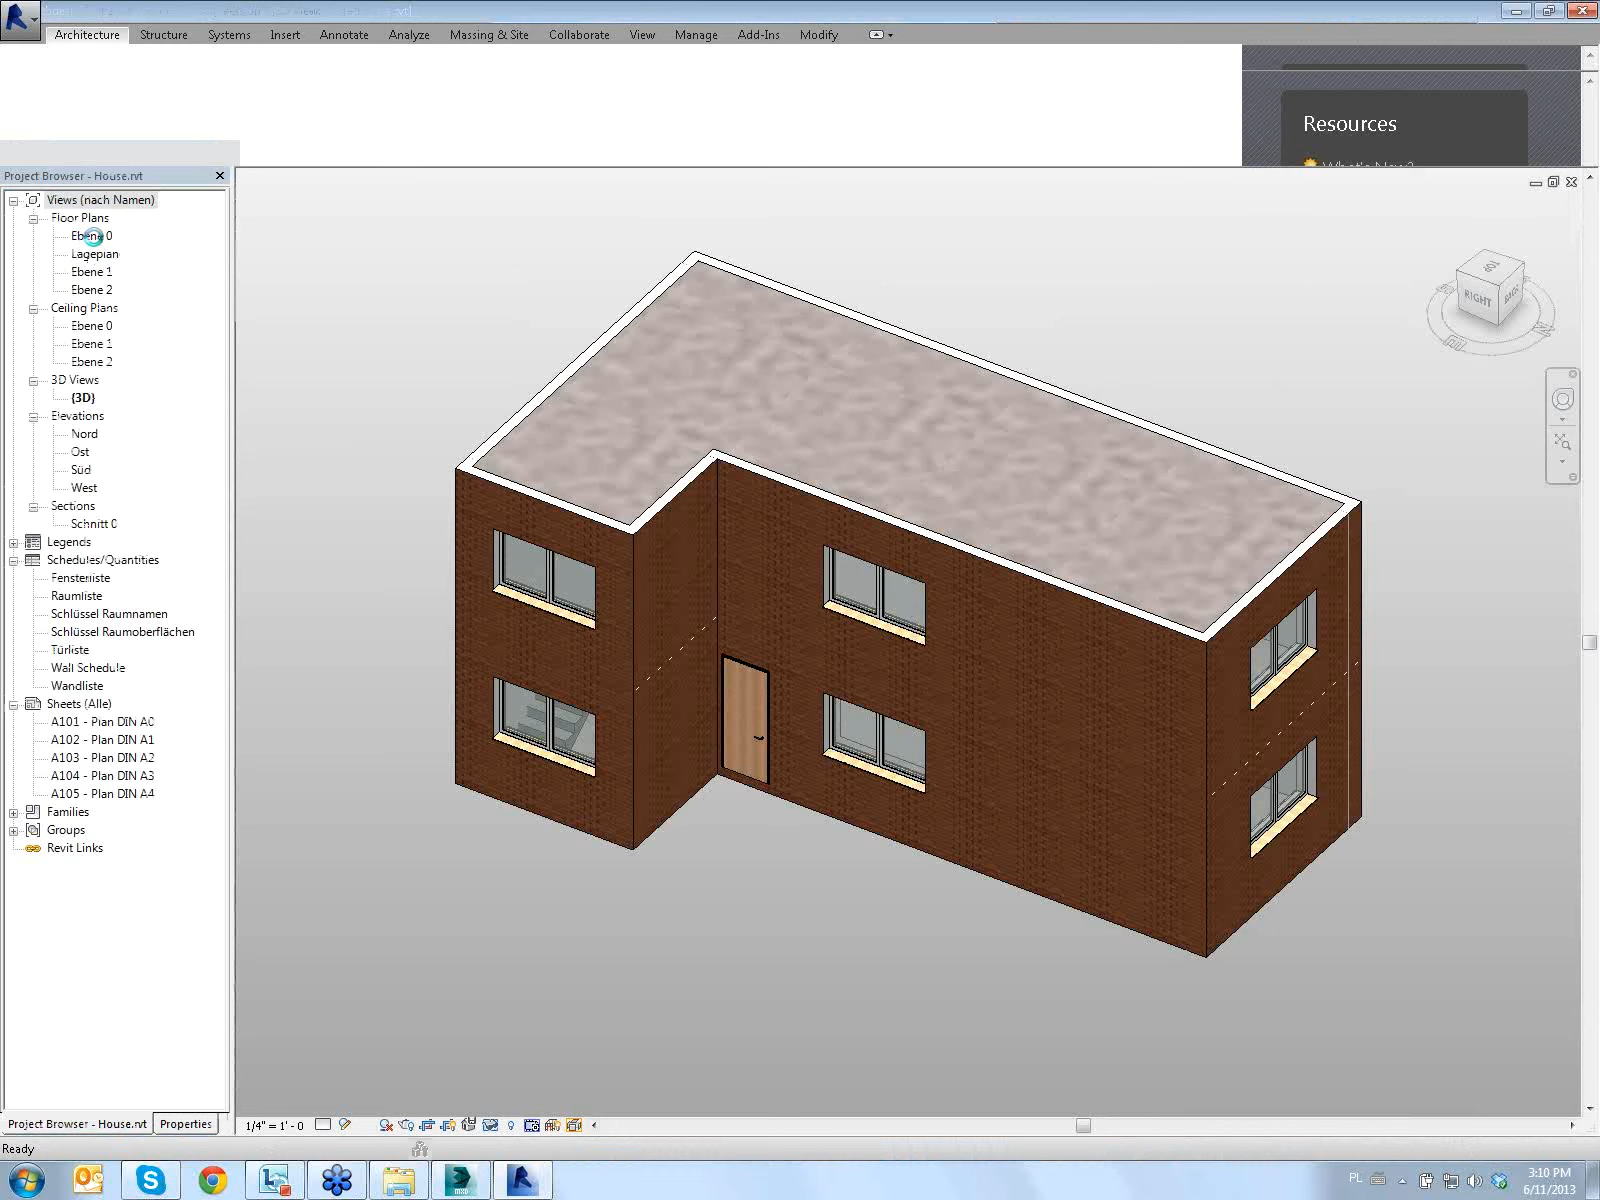 Architecture Structure Systems Insert Annotate Analyze Massing & Site Collaborate View Manage Add-Ins Modify
Resources
What's New?
Project Browser - House.rvt
Views (nach Namen)
Floor Plans
Ebene 0
Lageplan
Ebene 1
Ebene 2
Ceiling Plans
Ebene 0
Ebene 1
Ebene 2
3D Views
{3D}
Elevations
Nord
Ost
Süd
West
Sections
Schnitt 0
Legends
Schedules/Quantities
Fensterliste
Raumliste
Schlüssel Raumnamen
Schlüssel Raumoberflächen
Türliste
Wall Schedule
Wandliste
Sheets (Alle)
A101 - Plan DIN A0
A102 - Plan DIN A1
A103 - Plan DIN A2
A104 - Plan DIN A3
A105 - Plan DIN A4
Families
Groups
Revit Links
TOP
RIGHT
BACK
Project Browser - House.rvt Properties
1/4" = 1' - 0
Ready
PL
3:10 PM
6/11/2013